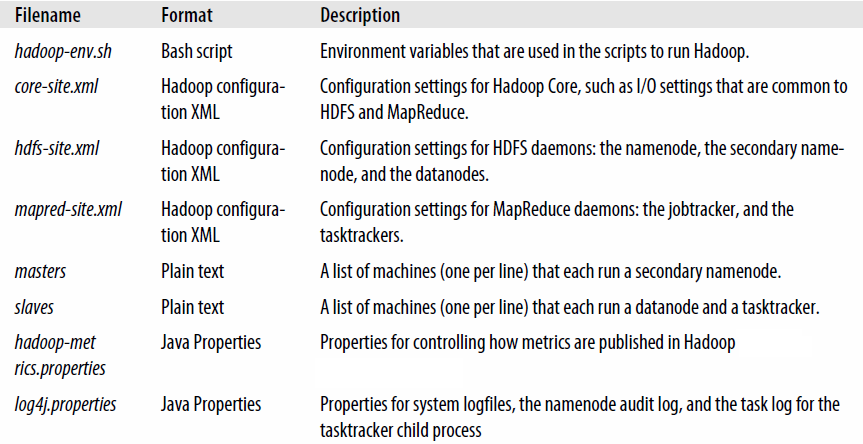 Filename Format Description
hadoop-env.sh Bash script Environment variables that are used in the scripts to run Hadoop.
core-site.xml Hadoop configura- Configuration settings for Hadoop Core, such as I/O settings that are common to
tion XML HDFS and MapReduce.
hdfs-site.xml Hadoop configura- Configuration settings for HDFS daemons: the namenode, the secondary name-
tion XML node, and the datanodes.
mapred-site.xml Hadoop configura- Configuration settings for MapReduce daemons: the jobtracker, and the
tion XML tasktrackers.
masters Plain text A list of machines (one per line) that each run a secondary namenode.
slaves Plain text A list of machines (one per line) that each run a datanode and a tasktracker.
hadoop-met Java Properties Properties for controlling how metrics are published in Hadoop
rics.properties
log4j.properties Java Properties Properties for system logfiles, the namenode audit log, and the task log for the
tasktracker child process